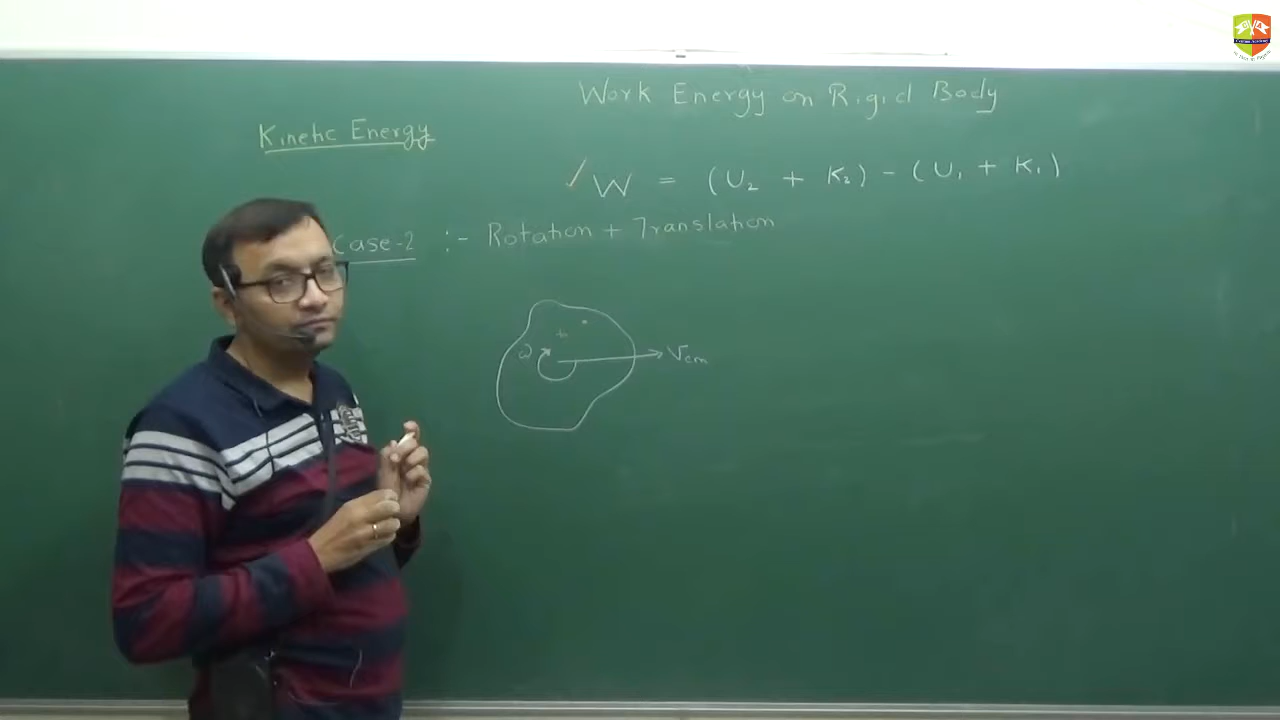 Work Energy on Rigid Body
Kinetic Energy
✓ W = (U₂ + K₂) - (U₁ + K₁)
Case-2 :- Rotation + Translation
ω
Vcm